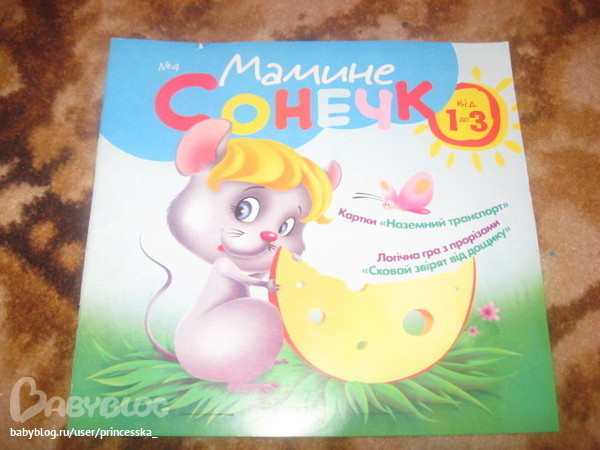 №4
Мамине
СОНЕЧК
від
1 до 3
Картки «Наземний транспорт»
Логічна гра з прорізами
«Сховай звірят від дощику»
BABYBLOG
babyblog.ru/user/princesska_